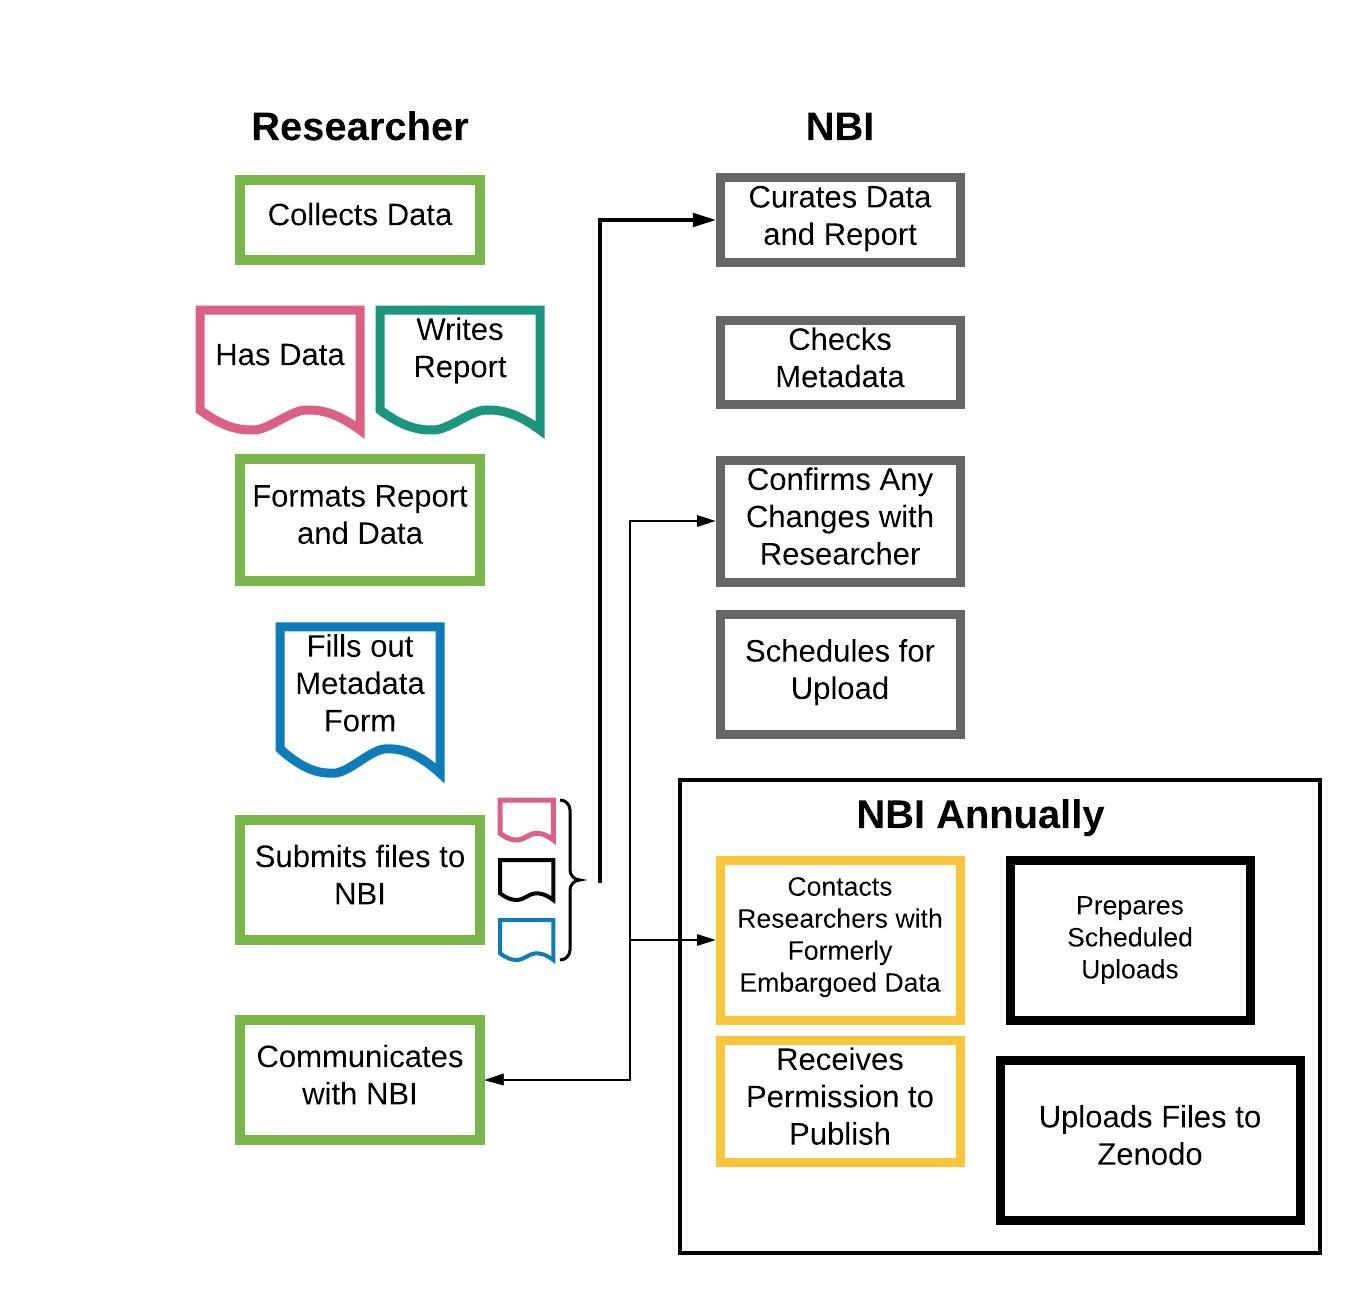 Researcher
Collects Data
Has Data
Writes
Report
Formats Report
and Data
Fills out
Metadata
Form
Submits files to
NBI
Communicates
with NBI
NBI
Curates Data
and Report
Checks
Metadata
Confirms Any
Changes with
Researcher
Schedules for
Upload
NBI Annually
Contacts
Researchers with
Formerly
Embargoed Data
Receives
Permission to
Publish
Prepares
Scheduled
Uploads
Uploads Files to
Zenodo